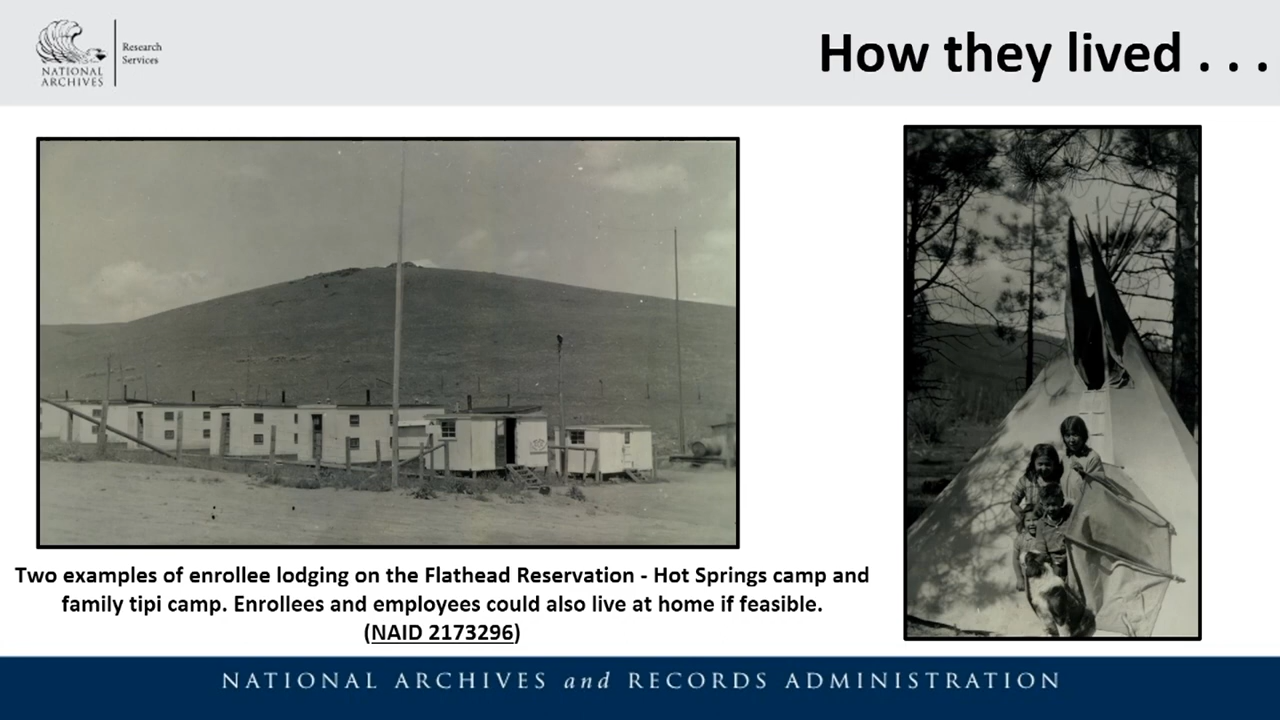 NATIONAL
ARCHIVES
Research
Services
How they lived . . .
Two examples of enrollee lodging on the Flathead Reservation - Hot Springs camp and
family tipi camp. Enrollees and employees could also live at home if feasible.
(NAID 2173296)
NATIONAL ARCHIVES and RECORDS ADMINISTRATION